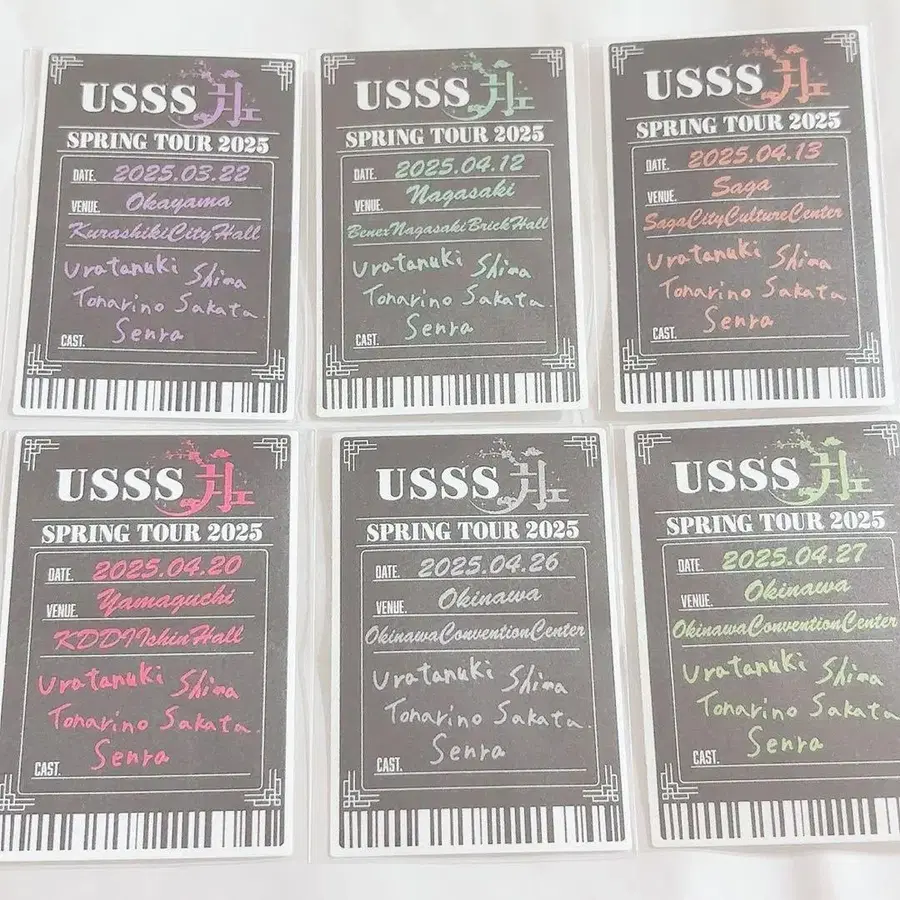 USSS
SPRING TOUR 2025
DATE. 2025.03.22
VENUE. Okayama
KurashikiCityHall
Uratanuki Shima
Tonarino Sakata
Senra
CAST.
USSS
SPRING TOUR 2025
DATE. 2025.04.12
VENUE. Nagasaki
BenexNagasakiBrickHall
Uratanuki Shima
Tonarino Sakata.
Senra
CAST.
USSS
SPRING TOUR 2025
DATE. 2025.04.13
VENUE. Saga
SagaCityCultureCenter
Uratanuki Shima
Tonarino Sakata.
Senra
CAST.
USSS
SPRING TOUR 2025
DATE. 2025.04.20
VENUE. Yamaguchi
KDDIIshinHall
Uratanuki Shima
Tonarino Sakata.
Senra
CAST.
USSS
SPRING TOUR 2025
DATE. 2025.04.26
VENUE. Okinawa
OkinawaConventionCenter
Uratanuki Shima
Tonarino Sakata.
Senra
CAST.
USSS
SPRING TOUR 2025
DATE. 2025.04.27
VENUE. Okinawa
OkinawaConventionCenter
Uratanuki Shima
Tonarino Sakata
Senra
CAST.